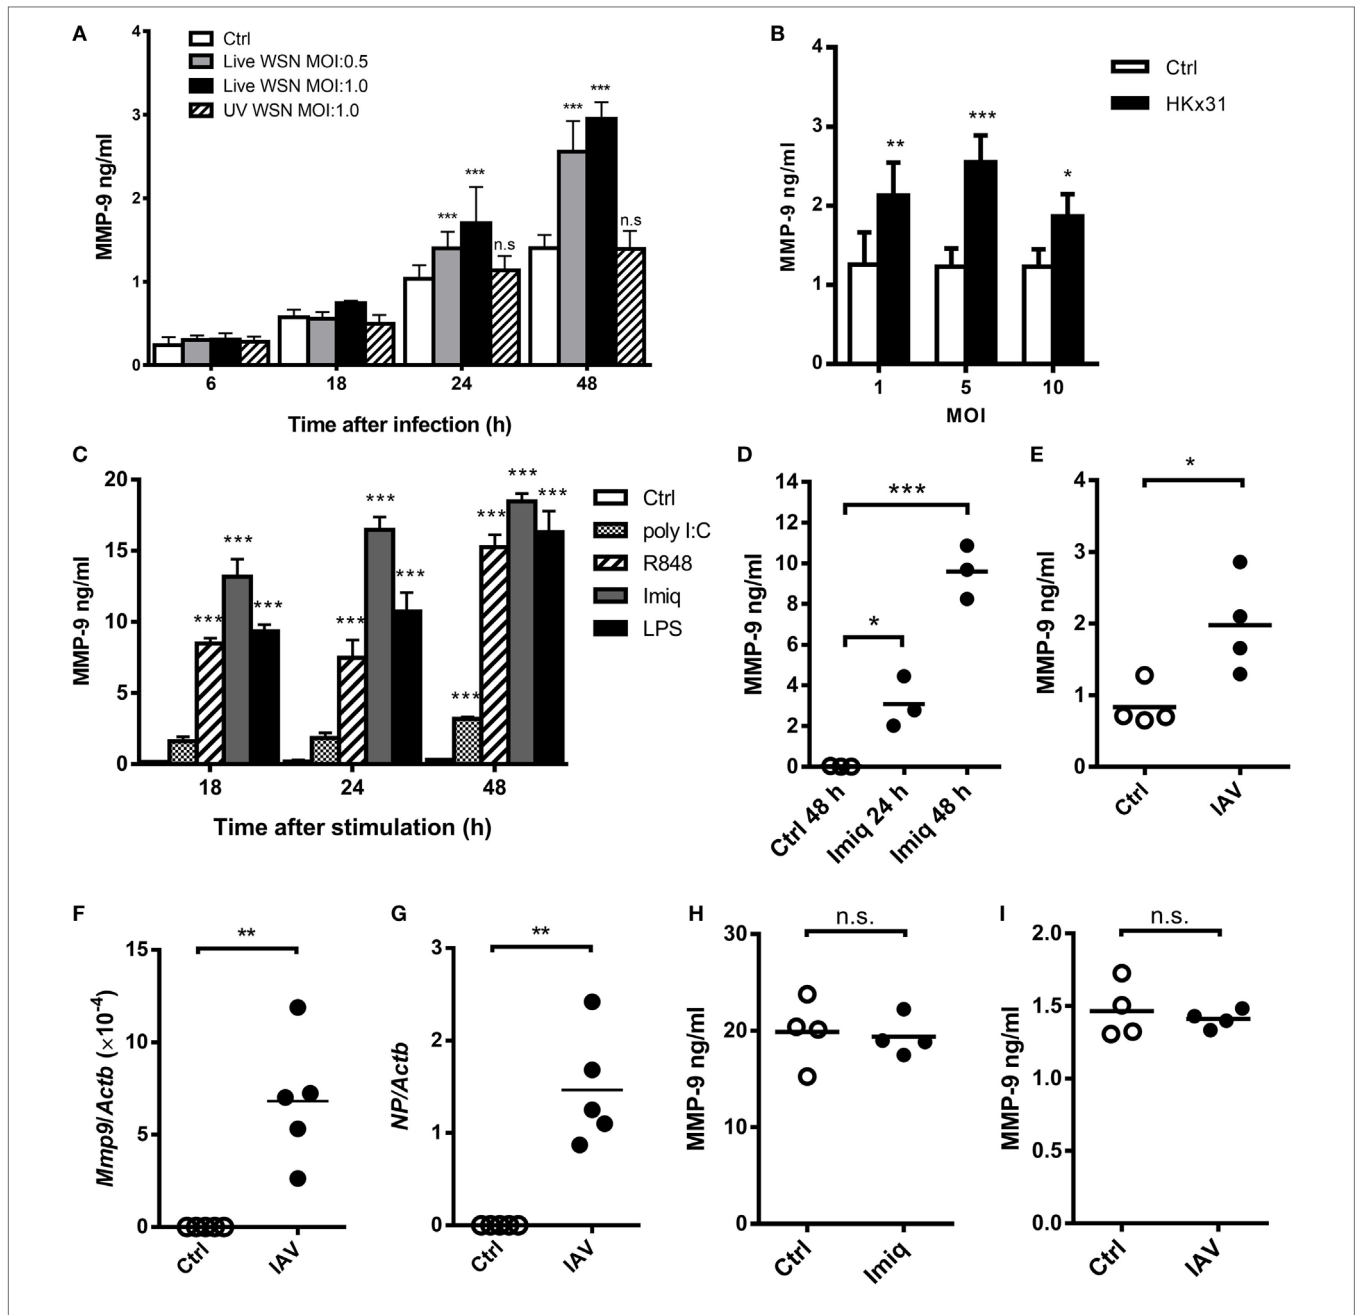 A
Ctrl
Live WSN MOI:0.5
Live WSN MOI:1.0
UV WSN MOI:1.0
MMP-9 ng/ml
4
3
2
1
0
*** ***
*** *** n.s
n.s
6 18 24 48
Time after infection (h)
B
Ctrl
HKx31
MMP-9 ng/ml
4
3
2
1
0
** *** *
1 5 10
MOI
C
Ctrl
poly I:C
R848
Imiq
LPS
MMP-9 ng/ml
20
15
10
5
0
*** *** ***
*** *** ***
*** *** *** ***
18 24 48
Time after stimulation (h)
D
MMP-9 ng/ml
14
12
10
8
6
4
2
0
***
*
Ctrl 48 h
Imiq 24 h
Imiq 48 h
E
MMP-9 ng/ml
4
3
2
1
0
*
Ctrl
IAV
F
Mmp9/Actb (×10-4)
15
10
5
0
**
Ctrl
IAV
G
NP/Actb
3
2
1
0
**
Ctrl
IAV
H
MMP-9 ng/ml
30
20
10
0
n.s.
Ctrl
Imiq
I
MMP-9 ng/ml
2.0
1.5
1.0
0.5
0.0
n.s.
Ctrl
IAV